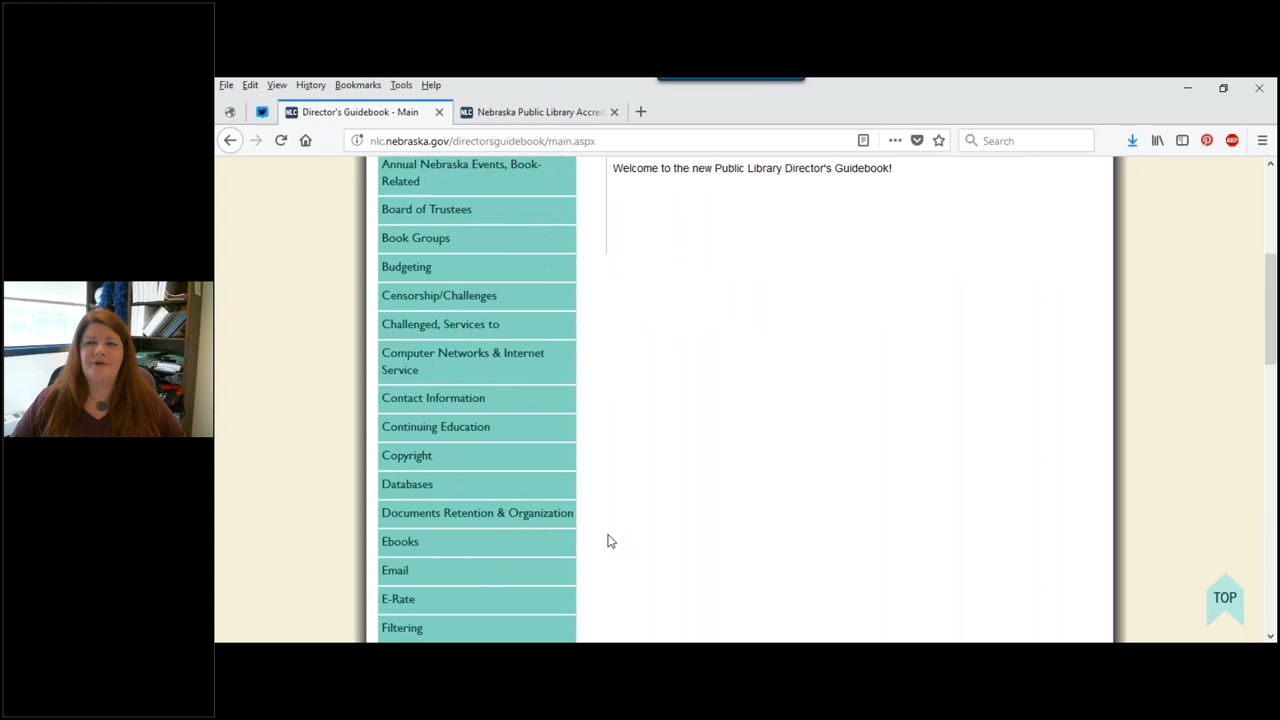 File Edit View History Bookmarks Tools Help
NLC Director's Guidebook - Main NLC Nebraska Public Library Accre
nlc.nebraska.gov/directorsguidebook/main.aspx Search ABP
Annual Nebraska Events, Book-
Related
Welcome to the new Public Library Director's Guidebook!
Board of Trustees
Book Groups
Budgeting
Censorship/Challenges
Challenged, Services to
Computer Networks & Internet
Service
Contact Information
Continuing Education
Copyright
Databases
Documents Retention & Organization
Ebooks
Email
E-Rate
Filtering
TOP